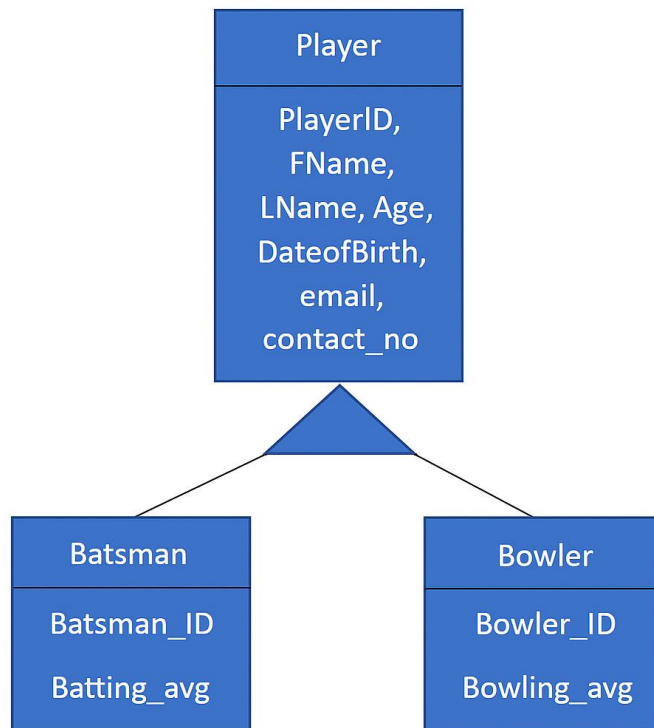 Player
PlayerID,
FName,
LName, Age,
DateofBirth,
email,
contact_no
Batsman
Batsman_ID
Batting_avg
Bowler
Bowler_ID
Bowling_avg